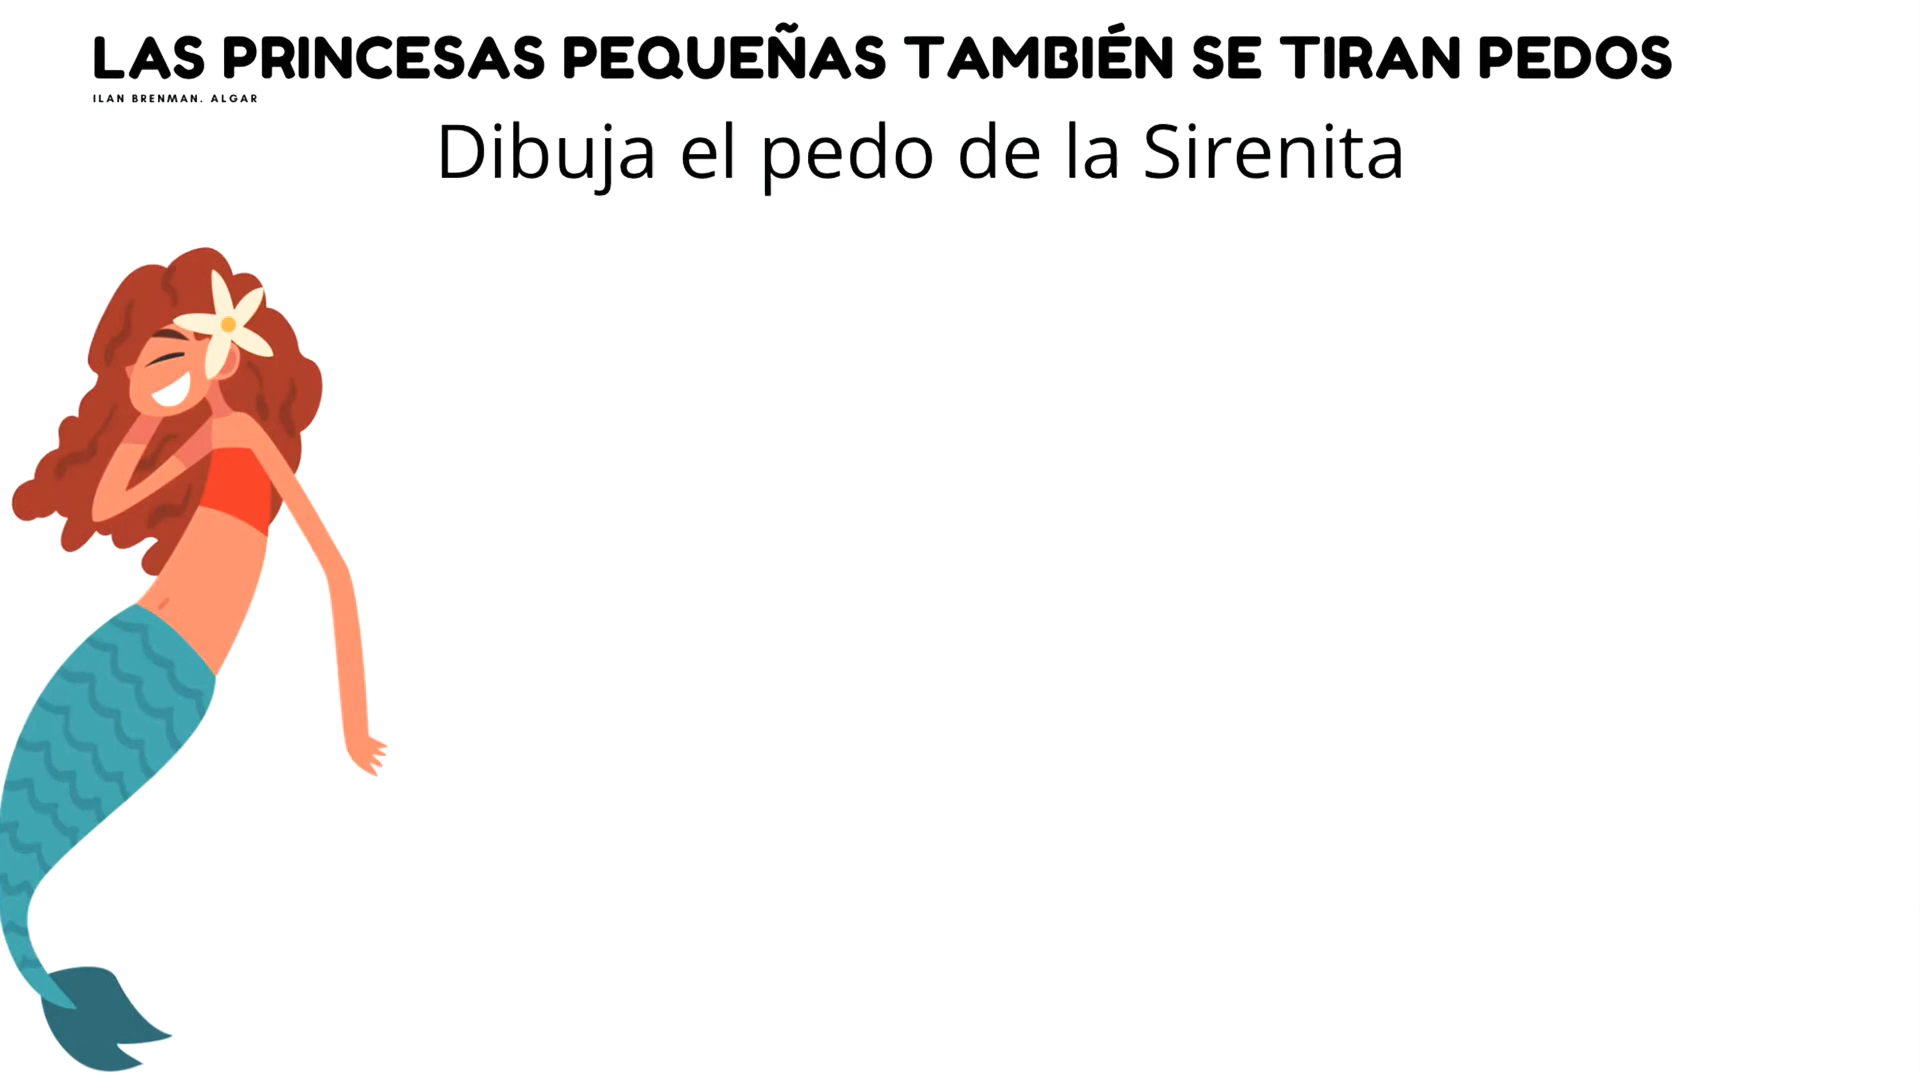 LAS PRINCESAS PEQUEÑAS TAMBIÉN SE TIRAN PEDOS
ILAN BRENMAN. ALGAR
Dibuja el pedo de la Sirenita